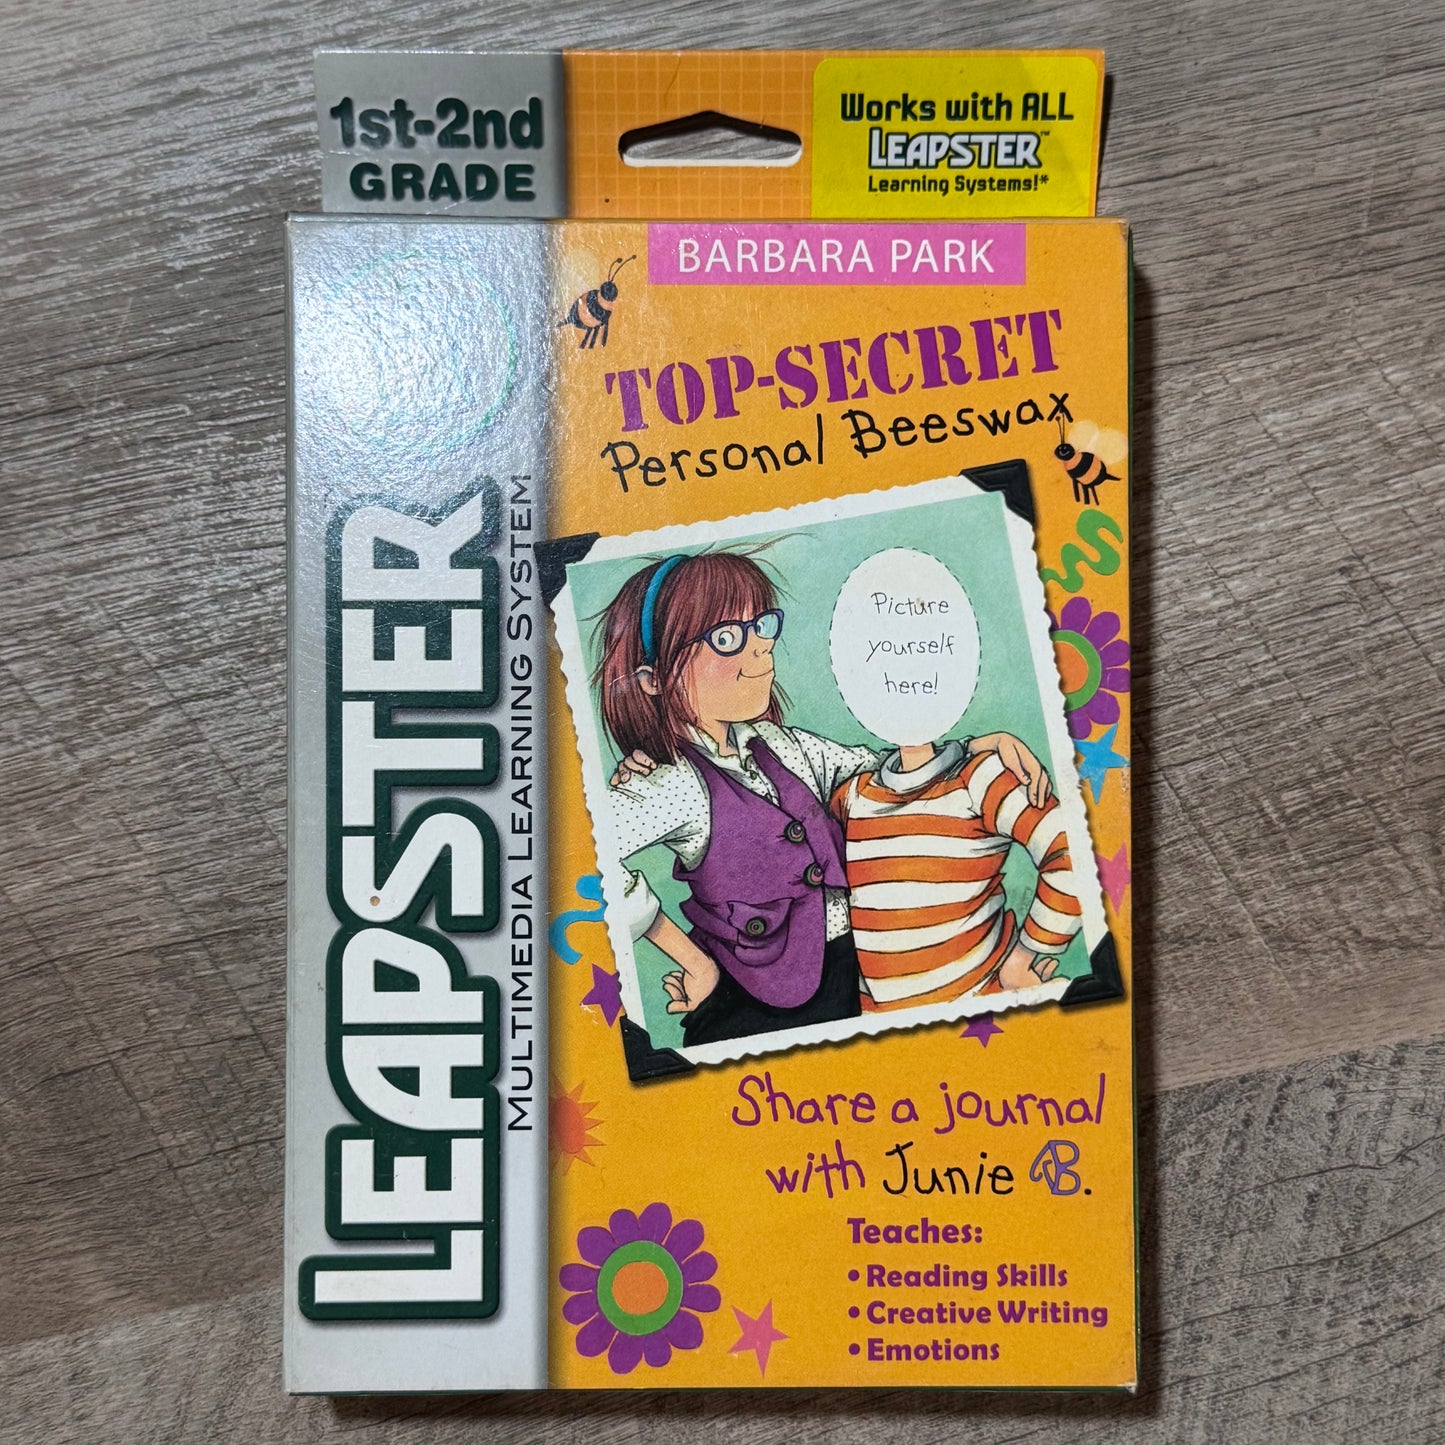 1st-2nd
GRADE
Works with ALL
LEAPSTER™
Learning Systems!*
BARBARA PARK
TOP-SECRET
Personal Beeswax
Picture
yourself
here!
LEAPSTER
MULTIMEDIA LEARNING SYSTEM
Share a journal
with Junie B.
Teaches:
• Reading Skills
• Creative Writing
• Emotions